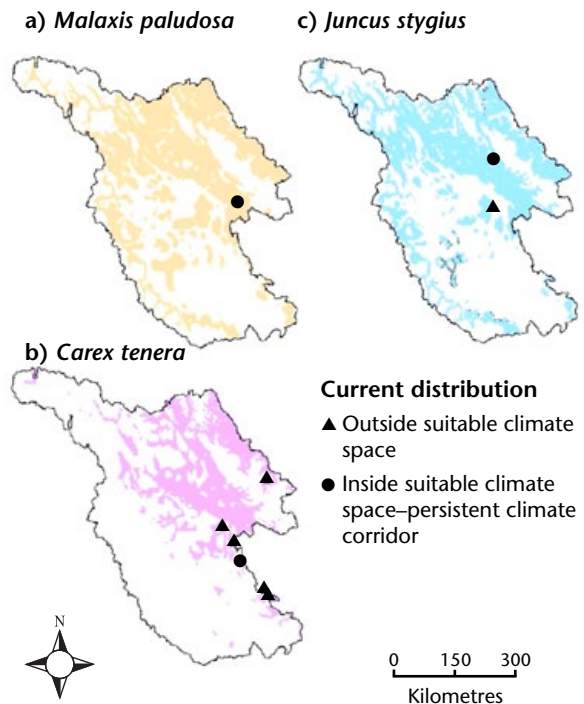 a) Malaxis paludosa
c) Juncus stygius
b) Carex tenera
Current distribution
▲ Outside suitable climate
space
● Inside suitable climate
space–persistent climate
corridor
N
0 150 300
Kilometres